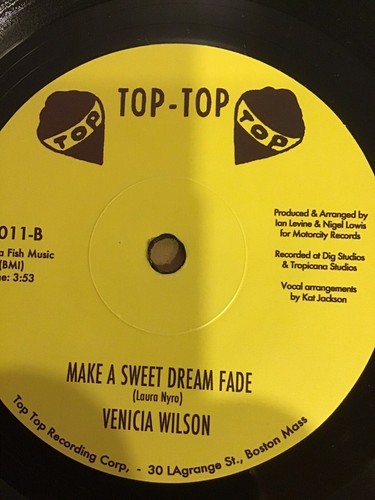 TOP-TOP
TOP
TOP
011-B
a Fish Music
(BMI)
e: 3:53
Produced & Arranged by
Ian Levine & Nigel Lowis
for Motorcity Records
Recorded at Dig Studios
& Tropicana Studios
Vocal arrangements
by Kat Jackson
MAKE A SWEET DREAM FADE
(Laura Nyro)
VENICIA WILSON
Top Top Recording Corp, - 30 LAgrange St., Boston Mass